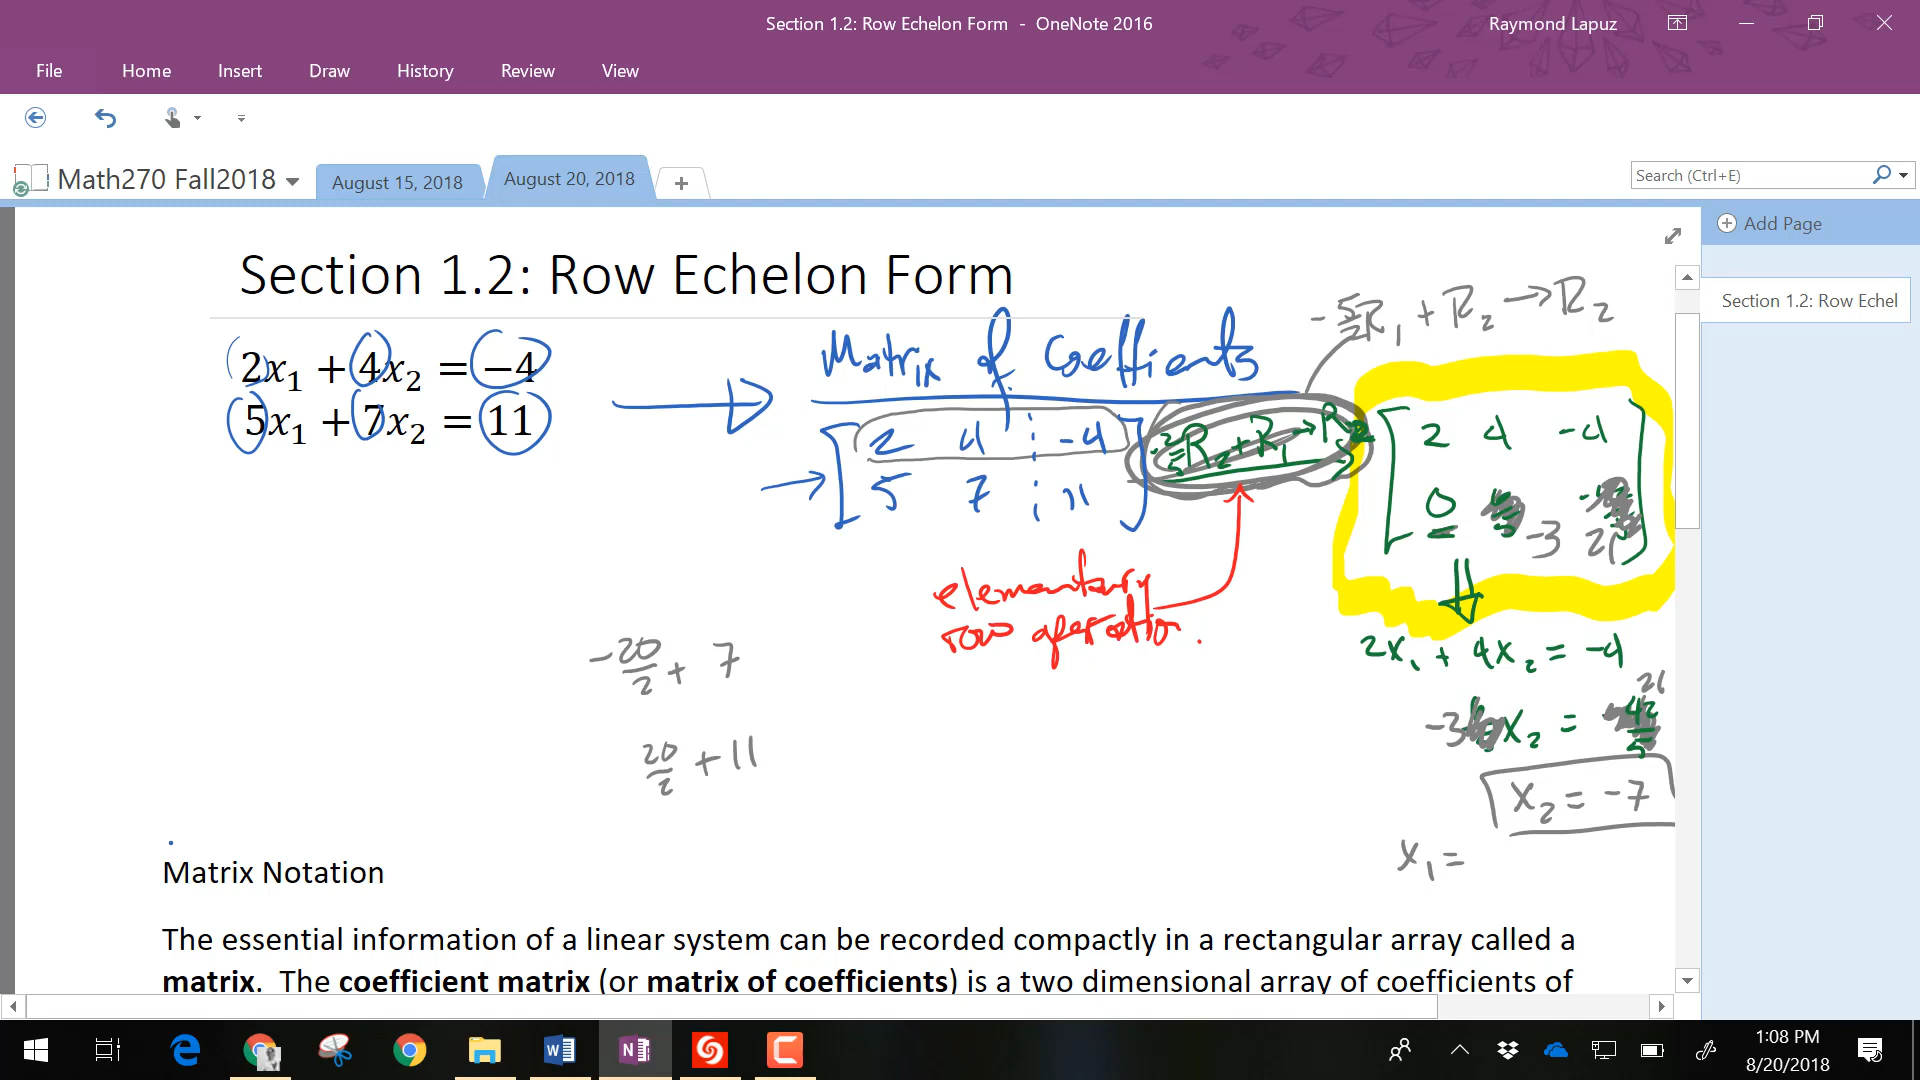 Section 1.2: Row Echelon Form - OneNote 2016
Raymond Lapuz
File Home Insert Draw History Review View
Math270 Fall2018
August 15, 2018
August 20, 2018
Search (Ctrl+E)
Add Page
Section 1.2: Row Echel
Section 1.2: Row Echelon Form
-5/2 R₁ + R₂ → R₂
2x₁ + 4x₂ = −4
5x₁ + 7x₂ = 11
Matrix of Coeffients
2 4 -4
5 7 11
R₂ + R₁ → R₂
2 4 -4
0 -3 21
elementary
row operation.
2x₁ + 4x₂ = -4
-3 x₂ = 21
x₂ = -7
x₁ =
-20/2 + 7
20/2 + 11
Matrix Notation
The essential information of a linear system can be recorded compactly in a rectangular array called a
matrix. The coefficient matrix (or matrix of coefficients) is a two dimensional array of coefficients of
1:08 PM
8/20/2018